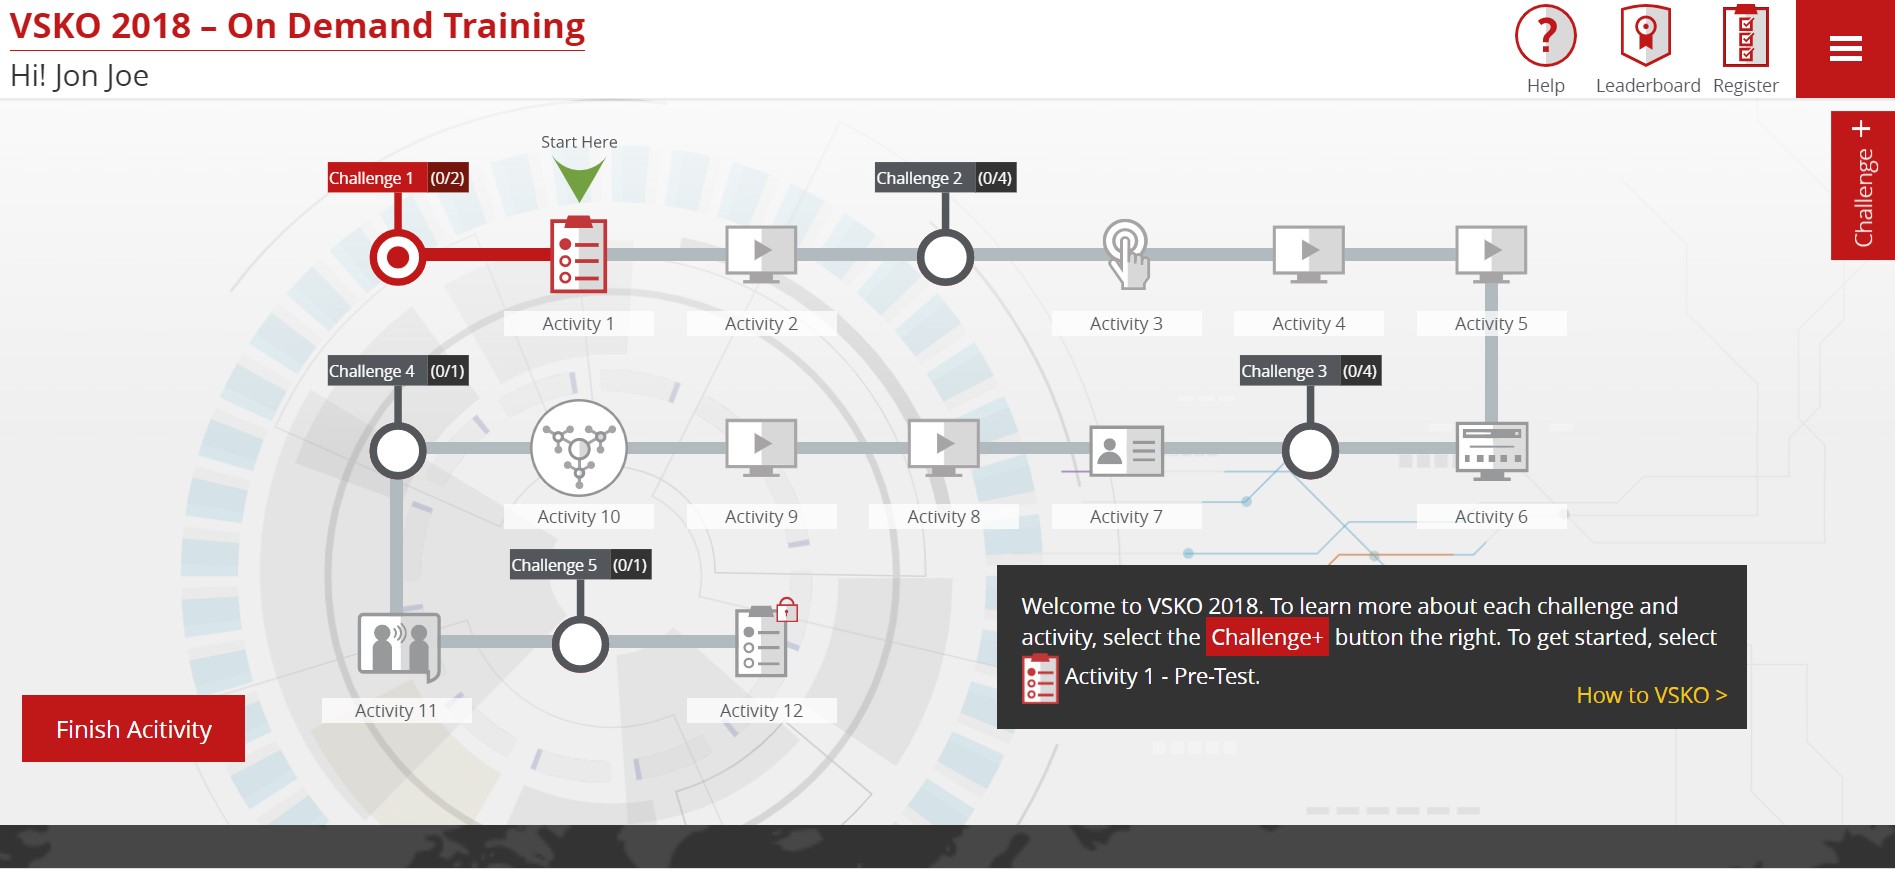 VSKO 2018 – On Demand Training
Hi! Jon Joe
Help
Leaderboard
Register
Challenge +
Start Here
Challenge 1 (0/2)
Challenge 2 (0/4)
Activity 1
Activity 2
Activity 3
Activity 4
Activity 5
Challenge 4 (0/1)
Challenge 3 (0/4)
Activity 10
Activity 9
Activity 8
Activity 7
Activity 6
Challenge 5 (0/1)
Activity 11
Activity 12
Welcome to VSKO 2018. To learn more about each challenge and
activity, select the Challenge+ button the right. To get started, select
Activity 1 - Pre-Test.
How to VSKO >
Finish Acitivity